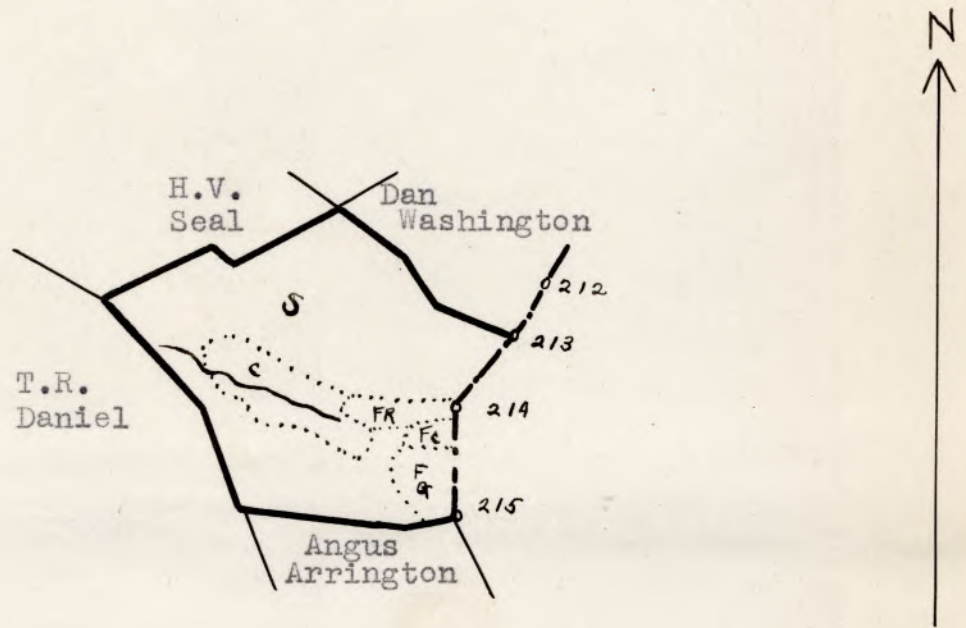 N
H.V.
Seal
Dan
Washington
212
S
213
C
T.R.
Daniel
FR
214
Fc
F
G
215
Angus
Arrington